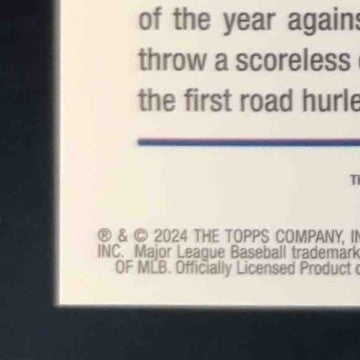 of the year agains
throw a scoreless
the first road hurle
® & © 2024 THE TOPPS COMPANY, IN
INC. Major League Baseball trademark
OF MLB. Officially Licensed Product